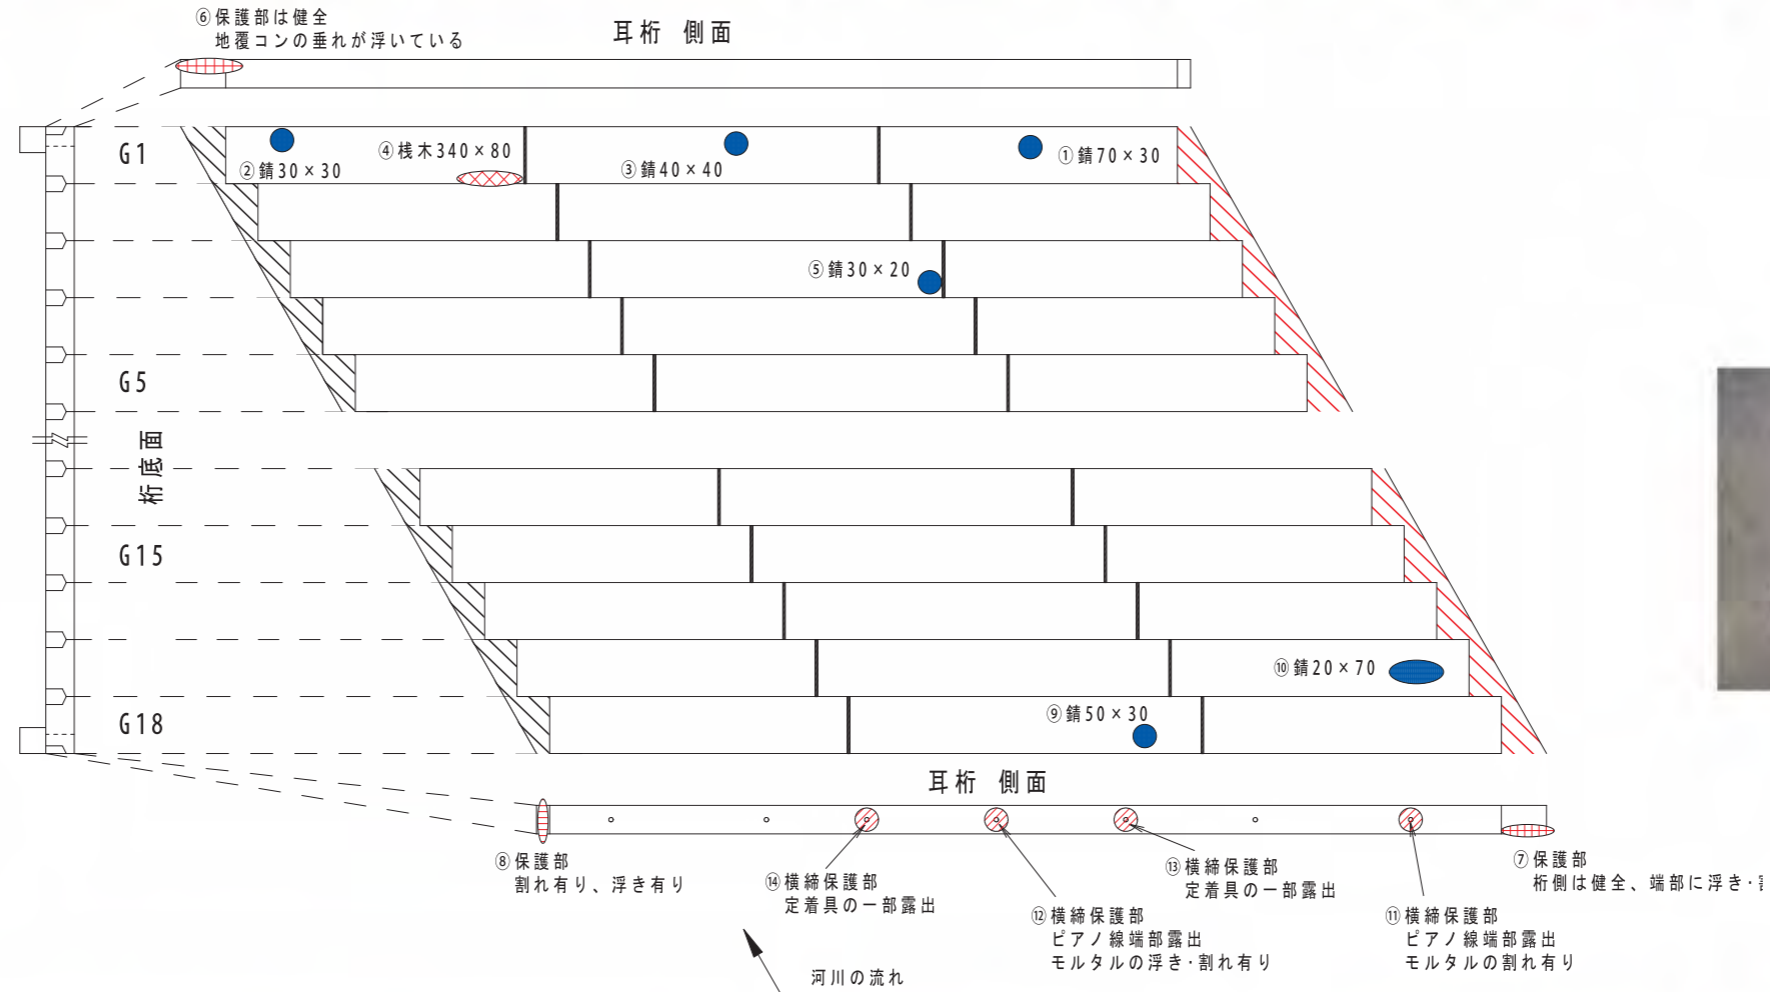 ⑥保護部は健全
地覆コンの垂れが浮いている
耳桁 側面
G1
②錆30×30
④桟木340×80
③錆40×40
①錆70×30
⑤錆30×20
G5
桁底面
G15
⑩錆20×70
G18
⑨錆50×30
耳桁 側面
⑧保護部
割れ有り、浮き有り
⑭横締保護部
定着具の一部露出
⑫横締保護部
ピアノ線端部露出
モルタルの浮き・割れ有り
⑬横締保護部
定着具の一部露出
⑪横締保護部
ピアノ線端部露出
モルタルの割れ有り
⑦保護部
桁側は健全、端部に浮き・
河川の流れ